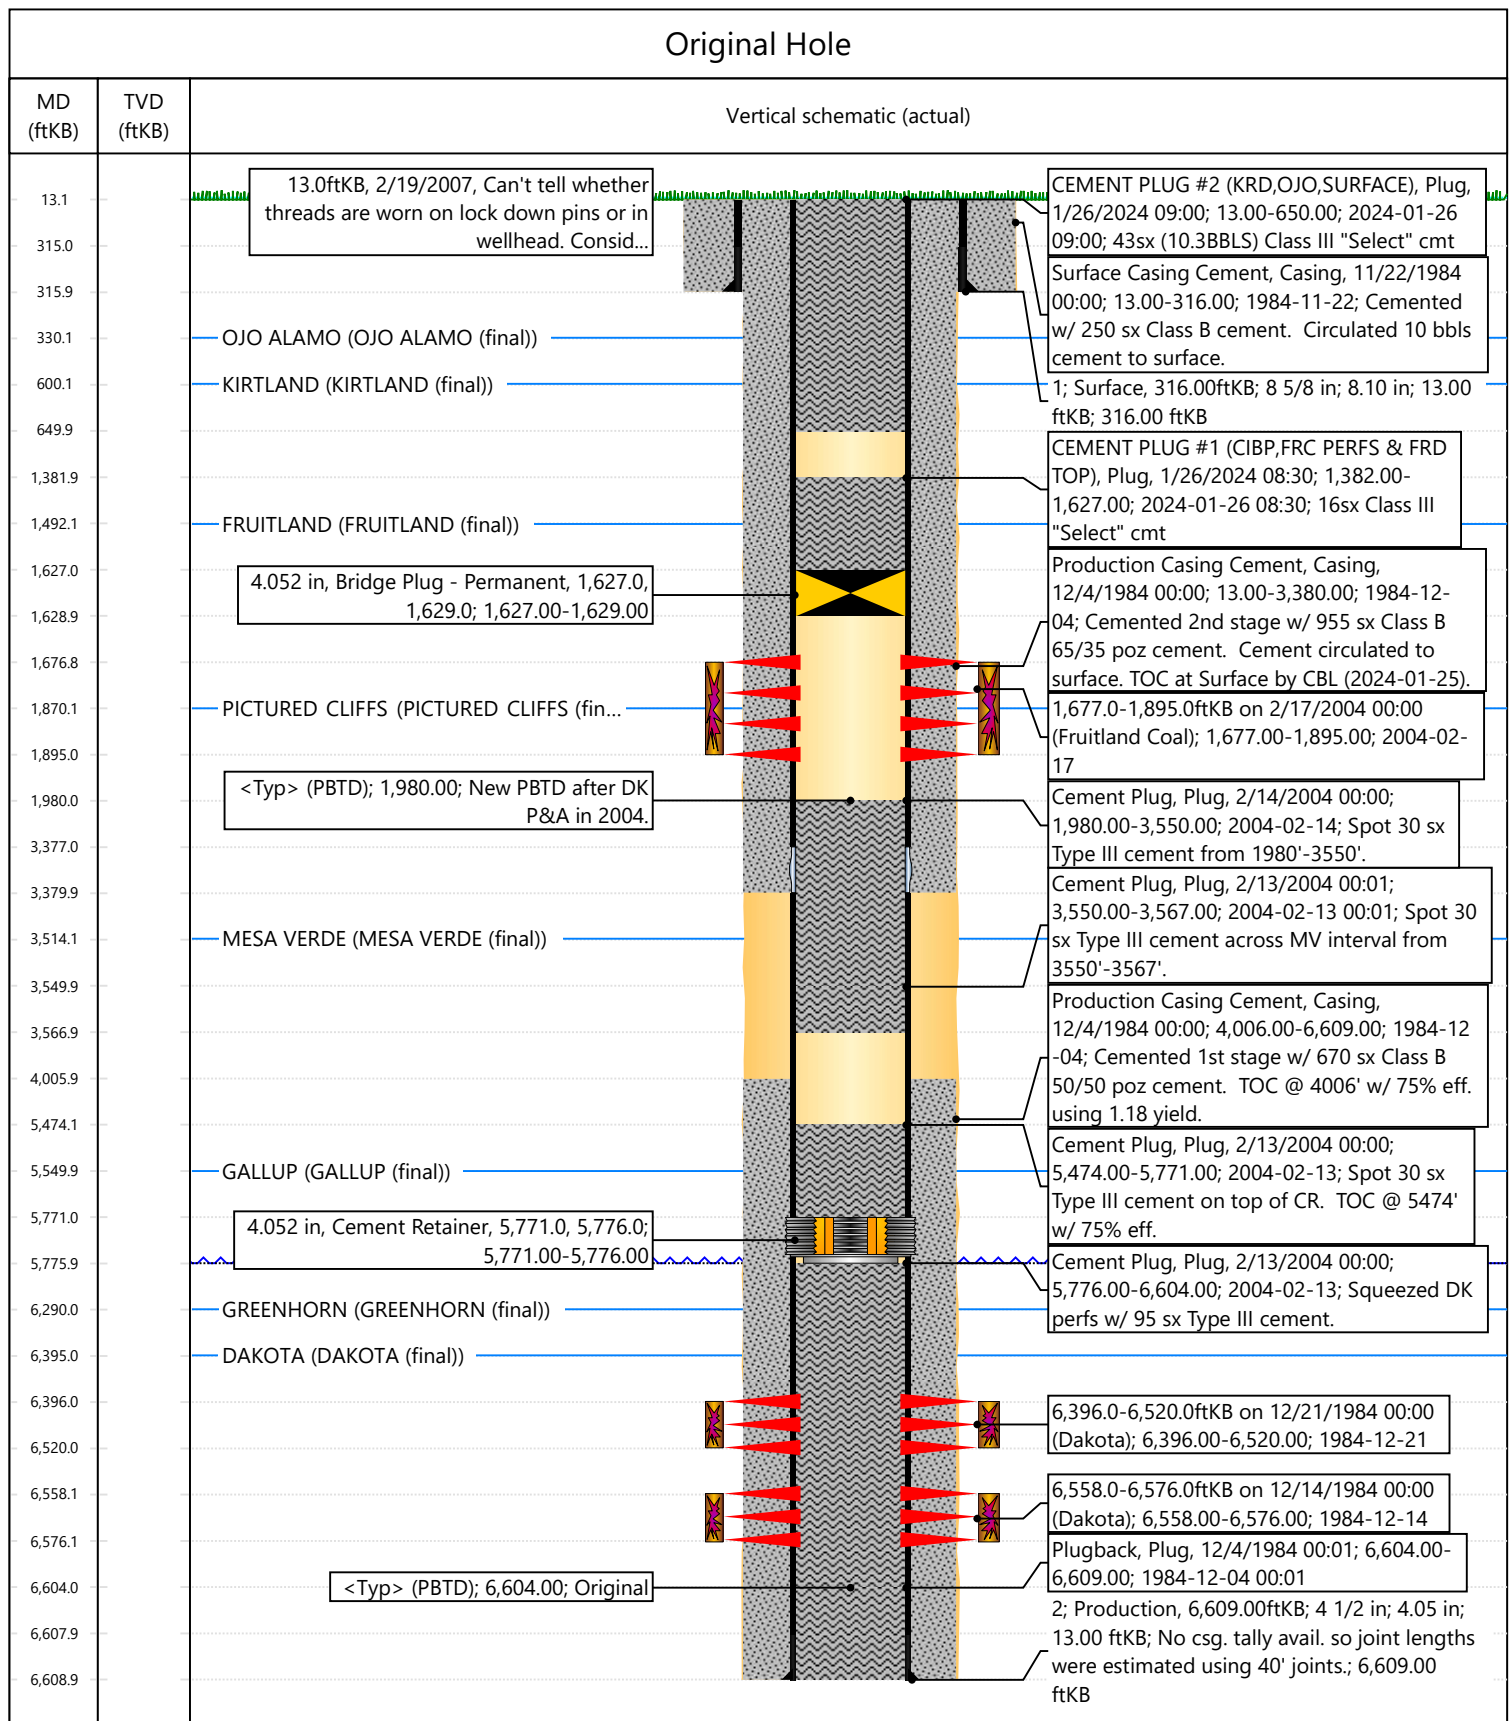 Original Hole
MD
(ftKB)
TVD
(ftKB)
Vertical schematic (actual)
13.1
315.0
315.9
330.1
600.1
649.9
1,381.9
1,492.1
1,627.0
1,628.9
1,676.8
1,870.1
1,895.0
1,980.0
3,377.0
3,379.9
3,514.1
3,549.9
3,566.9
4,005.9
5,474.1
5,549.9
5,771.0
5,775.9
6,290.0
6,395.0
6,396.0
6,520.0
6,558.1
6,576.1
6,604.0
6,607.9
6,608.9
13.0ftKB, 2/19/2007, Can't tell whether
threads are worn on lock down pins or in
wellhead. Consid...
OJO ALAMO (OJO ALAMO (final))
KIRTLAND (KIRTLAND (final))
FRUITLAND (FRUITLAND (final))
4.052 in, Bridge Plug - Permanent, 1,627.0,
1,629.0; 1,627.00-1,629.00
PICTURED CLIFFS (PICTURED CLIFFS (fin...
<Typ> (PBTD); 1,980.00; New PBTD after DK
P&A in 2004.
MESA VERDE (MESA VERDE (final))
GALLUP (GALLUP (final))
4.052 in, Cement Retainer, 5,771.0, 5,776.0;
5,771.00-5,776.00
GREENHORN (GREENHORN (final))
DAKOTA (DAKOTA (final))
<Typ> (PBTD); 6,604.00; Original
CEMENT PLUG #2 (KRD,OJO,SURFACE), Plug,
1/26/2024 09:00; 13.00-650.00; 2024-01-26
09:00; 43sx (10.3BBLS) Class III "Select" cmt
Surface Casing Cement, Casing, 11/22/1984
00:00; 13.00-316.00; 1984-11-22; Cemented
w/ 250 sx Class B cement.  Circulated 10 bbls
cement to surface.
1; Surface, 316.00ftKB; 8 5/8 in; 8.10 in; 13.00
ftKB; 316.00 ftKB
CEMENT PLUG #1 (CIBP,FRC PERFS & FRD
TOP), Plug, 1/26/2024 08:30; 1,382.00-
1,627.00; 2024-01-26 08:30; 16sx Class III
"Select" cmt
Production Casing Cement, Casing,
12/4/1984 00:00; 13.00-3,380.00; 1984-12-
04; Cemented 2nd stage w/ 955 sx Class B
65/35 poz cement.  Cement circulated to
surface. TOC at Surface by CBL (2024-01-25).
1,677.0-1,895.0ftKB on 2/17/2004 00:00
(Fruitland Coal); 1,677.00-1,895.00; 2004-02-
17
Cement Plug, Plug, 2/14/2004 00:00;
1,980.00-3,550.00; 2004-02-14; Spot 30 sx
Type III cement from 1980'-3550'.
Cement Plug, Plug, 2/13/2004 00:01;
3,550.00-3,567.00; 2004-02-13 00:01; Spot 30
sx Type III cement across MV interval from
3550'-3567'.
Production Casing Cement, Casing,
12/4/1984 00:00; 4,006.00-6,609.00; 1984-12
-04; Cemented 1st stage w/ 670 sx Class B
50/50 poz cement.  TOC @ 4006' w/ 75% eff.
using 1.18 yield.
Cement Plug, Plug, 2/13/2004 00:00;
5,474.00-5,771.00; 2004-02-13; Spot 30 sx
Type III cement on top of CR.  TOC @ 5474'
w/ 75% eff.
Cement Plug, Plug, 2/13/2004 00:00;
5,776.00-6,604.00; 2004-02-13; Squeezed DK
perfs w/ 95 sx Type III cement.
6,396.0-6,520.0ftKB on 12/21/1984 00:00
(Dakota); 6,396.00-6,520.00; 1984-12-21
6,558.0-6,576.0ftKB on 12/14/1984 00:00
(Dakota); 6,558.00-6,576.00; 1984-12-14
Plugback, Plug, 12/4/1984 00:01; 6,604.00-
6,609.00; 1984-12-04 00:01
2; Production, 6,609.00ftKB; 4 1/2 in; 4.05 in;
13.00 ftKB; No csg. tally avail. so joint lengths
were estimated using 40' joints.; 6,609.00
ftKB